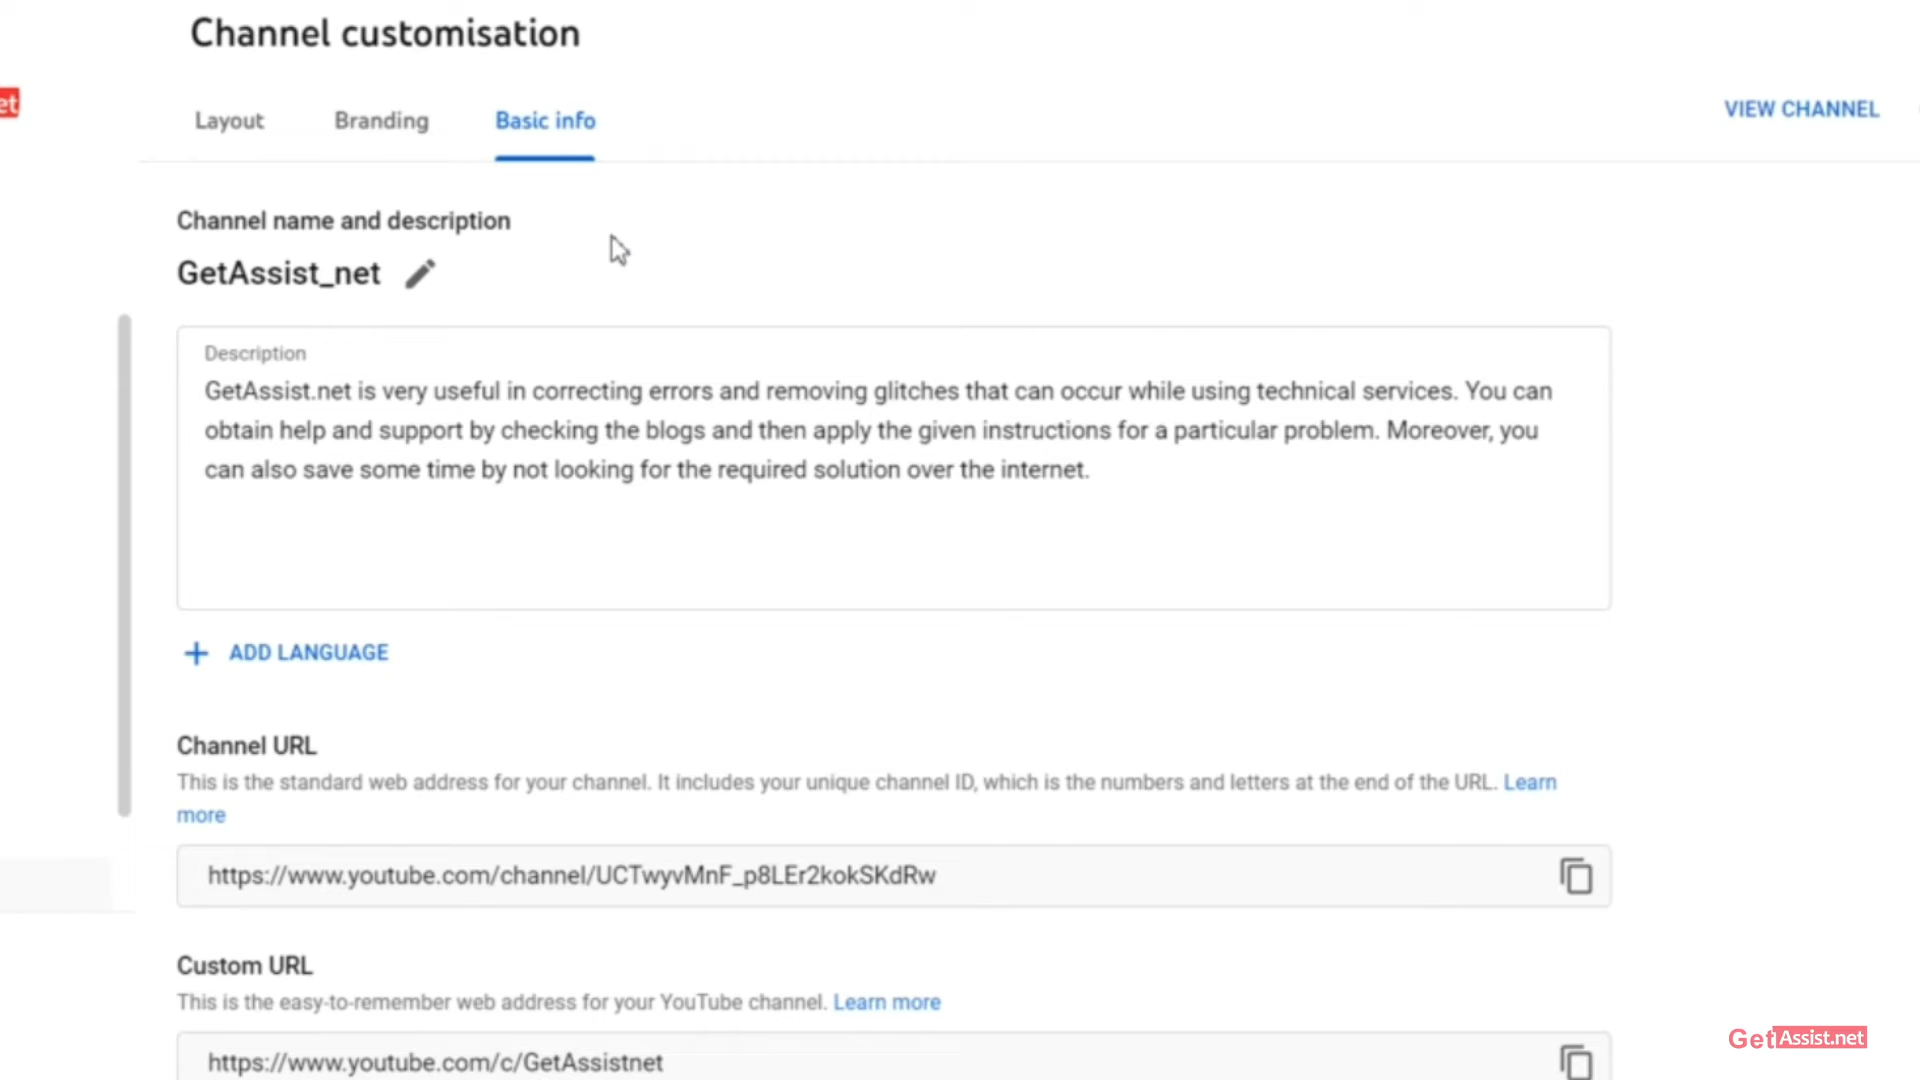 Channel customisation
et
Layout Branding Basic info
VIEW CHANNEL
Channel name and description
GetAssist_net
Description
GetAssist.net is very useful in correcting errors and removing glitches that can occur while using technical services. You can
obtain help and support by checking the blogs and then apply the given instructions for a particular problem. Moreover, you
can also save some time by not looking for the required solution over the internet.
ADD LANGUAGE
Channel URL
This is the standard web address for your channel. It includes your unique channel ID, which is the numbers and letters at the end of the URL. Learn
more
https://www.youtube.com/channel/UCTwyvMnF_p8LEr2kokSKdRw
Custom URL
This is the easy-to-remember web address for your YouTube channel. Learn more
https://www.youtube.com/c/GetAssistnet
GetAssist.net